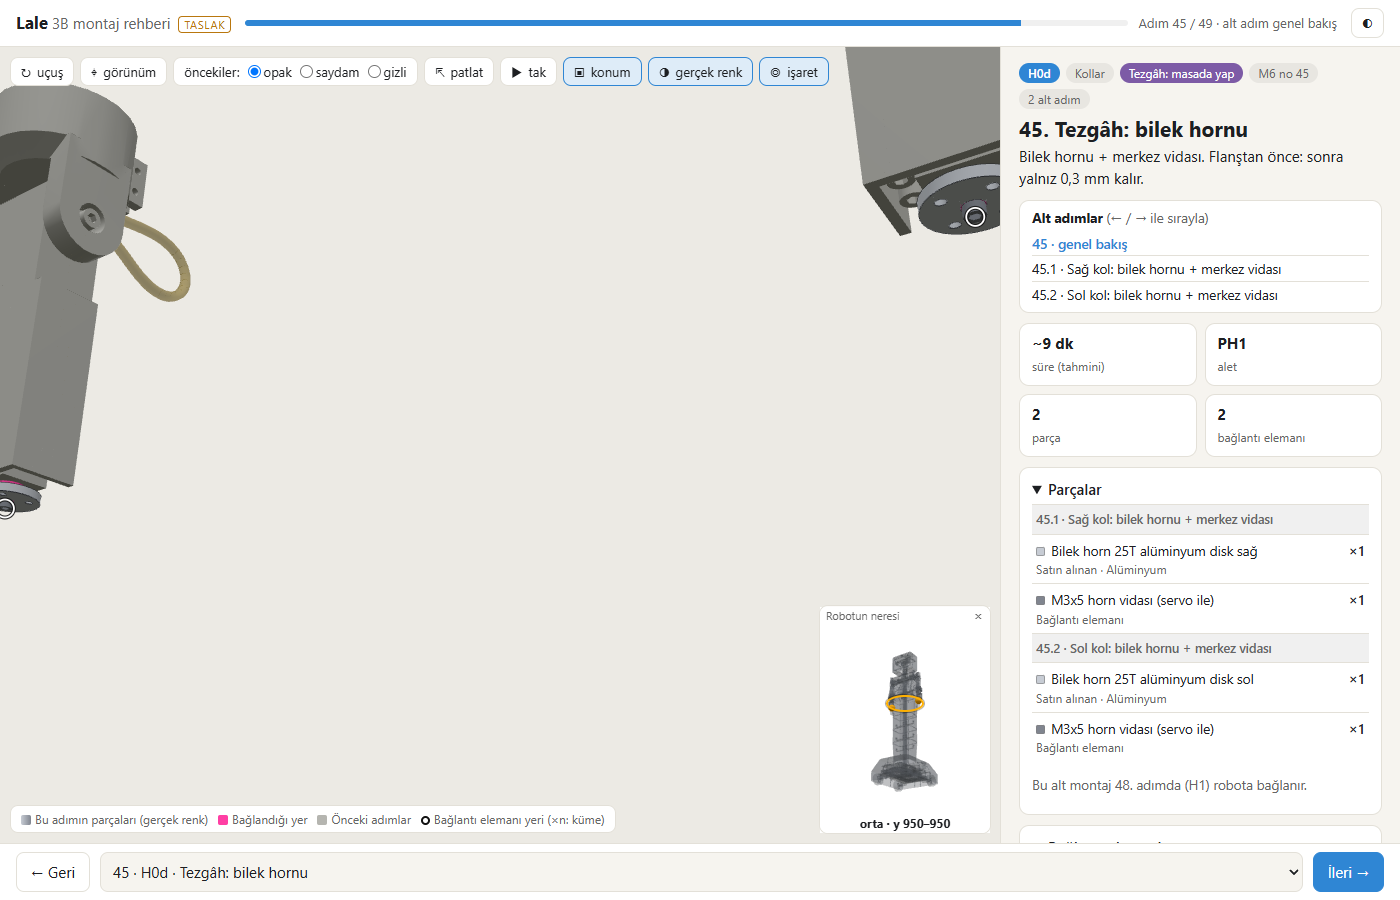 Lale 3B montaj rehberi TASLAK
Adım 45 / 49 · alt adım genel bakış
↻ uçuş
⌖ görünüm
öncekiler: opak saydam gizli
⇱ patlat
▶ tak
▣ konum
◑ gerçek renk
◎ işaret
H0d
Kollar
Tezgâh: masada yap
M6 no 45
2 alt adım
45. Tezgâh: bilek hornu
Bilek hornu + merkez vidası. Flanştan önce: sonra
yalnız 0,3 mm kalır.
Alt adımlar (← / → ile sırayla)
45 · genel bakış
45.1 · Sağ kol: bilek hornu + merkez vidası
45.2 · Sol kol: bilek hornu + merkez vidası
~9 dk
süre (tahmini)
PH1
alet
2
parça
2
bağlantı elemanı
▼ Parçalar
45.1 · Sağ kol: bilek hornu + merkez vidası
Bilek horn 25T alüminyum disk sağ ×1
Satın alınan · Alüminyum
M3x5 horn vidası (servo ile) ×1
Bağlantı elemanı
45.2 · Sol kol: bilek hornu + merkez vidası
Bilek horn 25T alüminyum disk sol ×1
Satın alınan · Alüminyum
M3x5 horn vidası (servo ile) ×1
Bağlantı elemanı
Bu alt montaj 48. adımda (H1) robota bağlanır.
Robotun neresi ×
orta · y 950–950
Bu adımın parçaları (gerçek renk)
Bağlandığı yer
Önceki adımlar
Bağlantı elemanı yeri (×n: küme)
← Geri
45 · H0d · Tezgâh: bilek hornu
İleri →